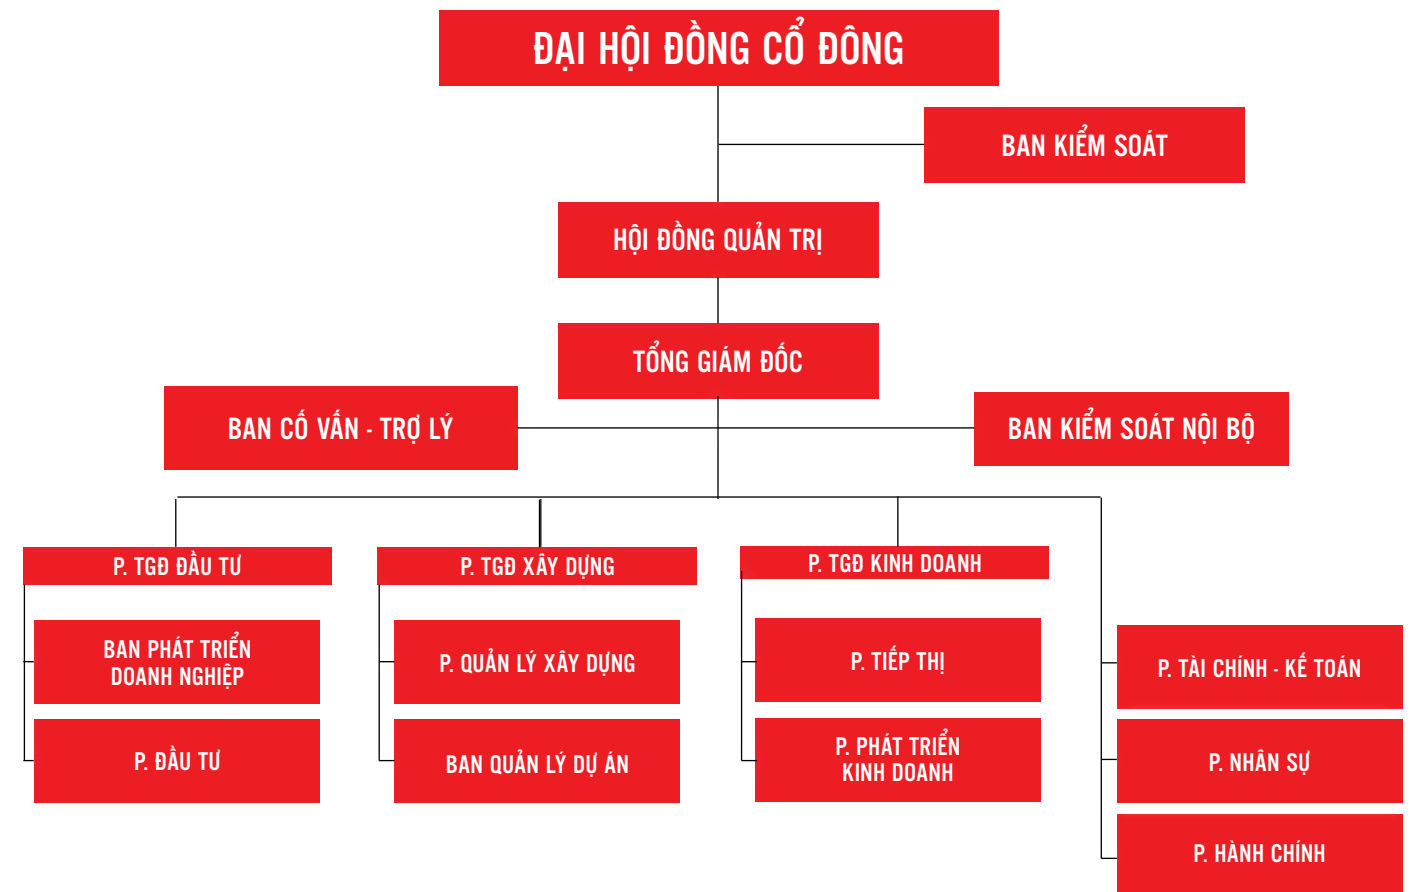 ĐẠI HỘI ĐỒNG CỔ ĐÔNG
BAN KIỂM SOÁT
HỘI ĐỒNG QUẢN TRỊ
TỔNG GIÁM ĐỐC
BAN CỐ VẤN - TRỢ LÝ
BAN KIỂM SOÁT NỘI BỘ
P. TGĐ ĐẦU TƯ
BAN PHÁT TRIỂN
DOANH NGHIỆP
P. ĐẦU TƯ
P. TGĐ XÂY DỰNG
P. QUẢN LÝ XÂY DỰNG
BAN QUẢN LÝ DỰ ÁN
P. TGĐ KINH DOANH
P. TIẾP THỊ
P. PHÁT TRIỂN
KINH DOANH
P. TÀI CHÍNH - KẾ TOÁN
P. NHÂN SỰ
P. HÀNH CHÍNH